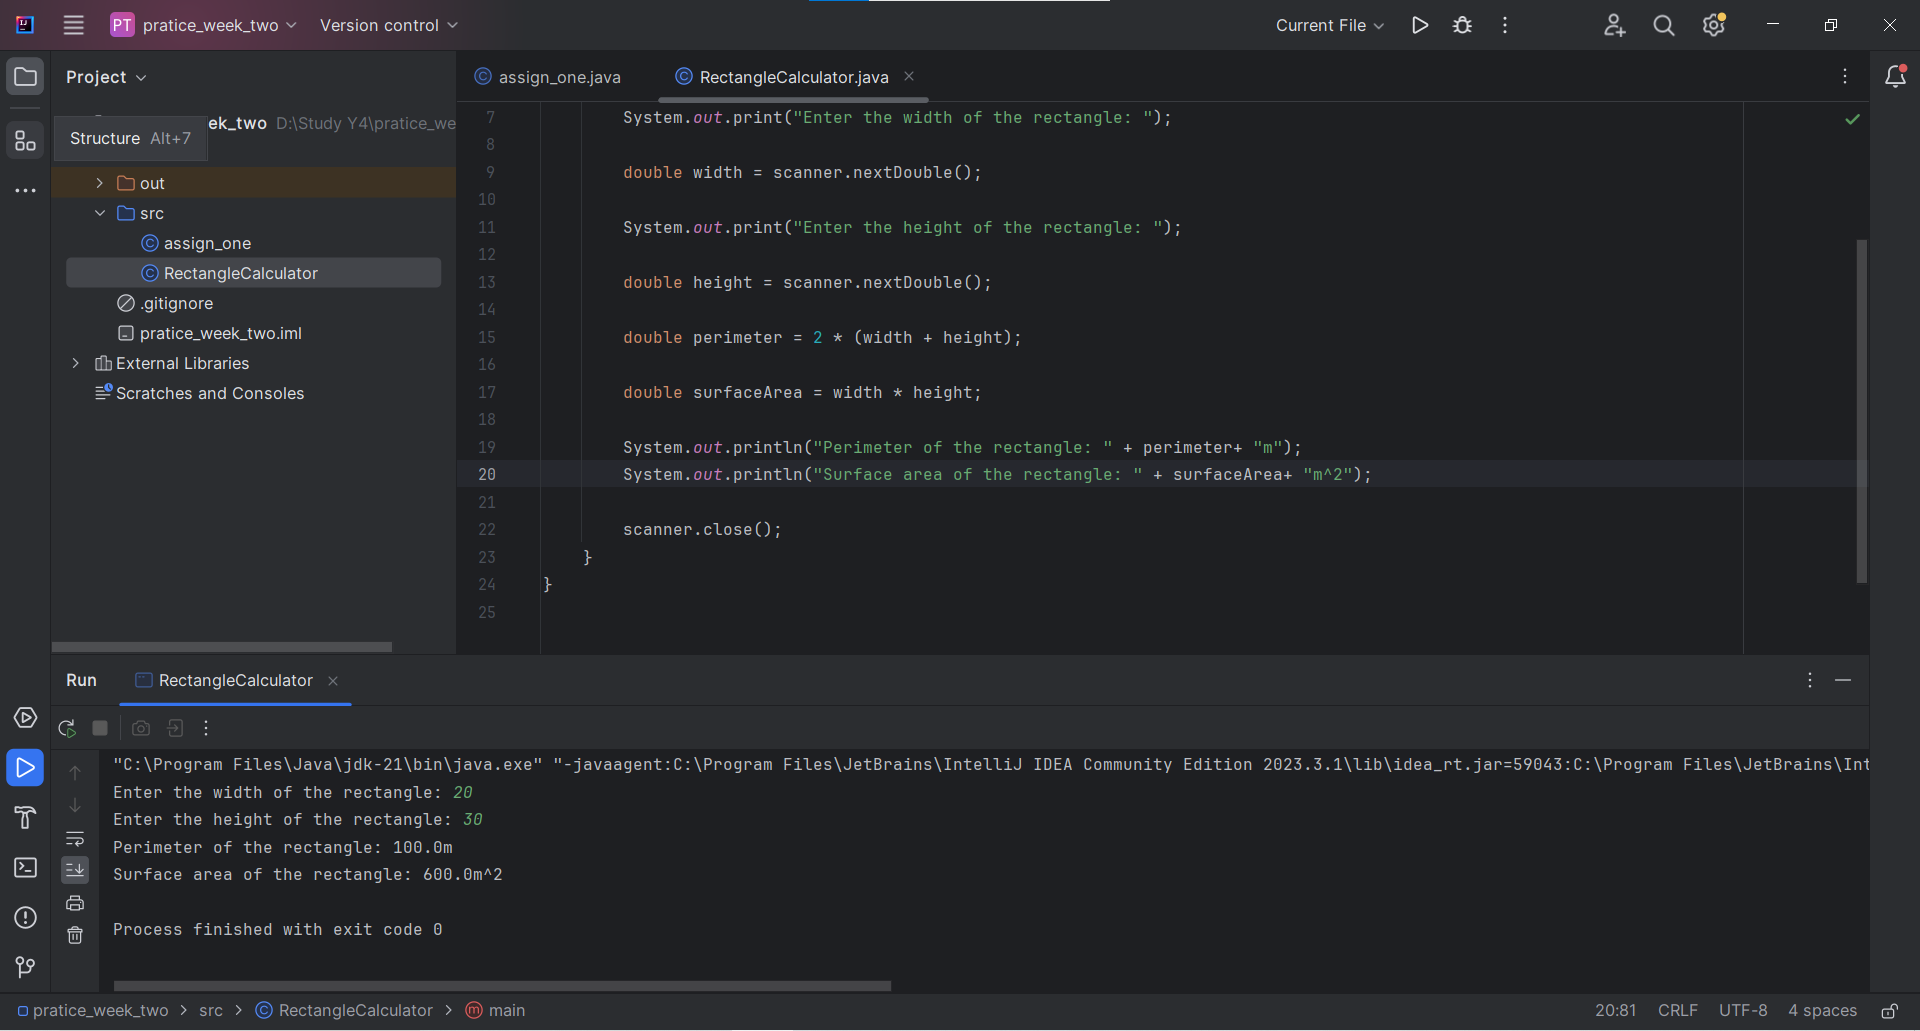 PT pratice_week_two Version control Current File
Project
assign_one.java RectangleCalculator.java
ek_two D:\Study Y4\pratice_we
Structure Alt+7
out
src
assign_one
RectangleCalculator
.gitignore
pratice_week_two.iml
External Libraries
Scratches and Consoles
7 System.out.print("Enter the width of the rectangle: ");
8
9 double width = scanner.nextDouble();
10
11 System.out.print("Enter the height of the rectangle: ");
12
13 double height = scanner.nextDouble();
14
15 double perimeter = 2 * (width + height);
16
17 double surfaceArea = width * height;
18
19 System.out.println("Perimeter of the rectangle: " + perimeter+ "m");
20 System.out.println("Surface area of the rectangle: " + surfaceArea+ "m^2");
21
22 scanner.close();
23 }
24 }
25
Run RectangleCalculator
"C:\Program Files\Java\jdk-21\bin\java.exe" "-javaagent:C:\Program Files\JetBrains\IntelliJ IDEA Community Edition 2023.3.1\lib\idea_rt.jar=59043:C:\Program Files\JetBrains\Int
Enter the width of the rectangle: 20
Enter the height of the rectangle: 30
Perimeter of the rectangle: 100.0m
Surface area of the rectangle: 600.0m^2
Process finished with exit code 0
pratice_week_two > src > RectangleCalculator > main 20:81 CRLF UTF-8 4 spaces